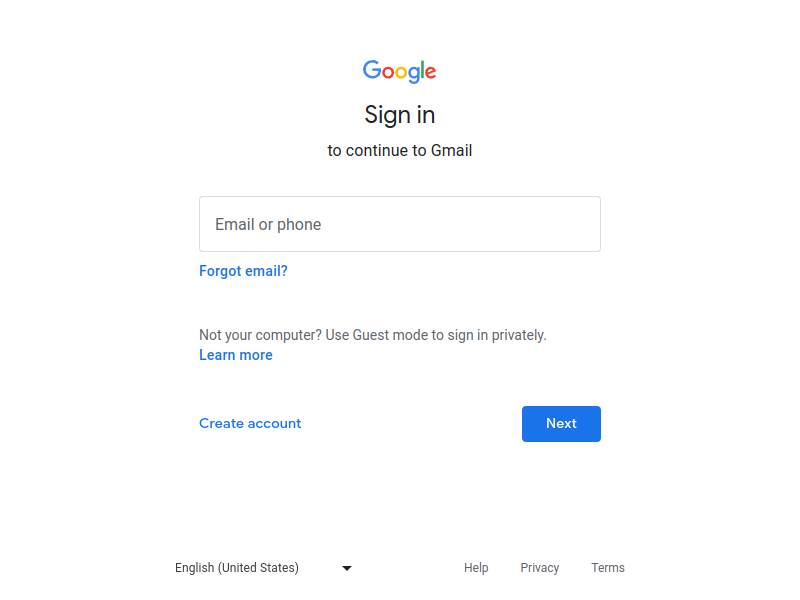 Google
Sign in
to continue to Gmail
Email or phone
Forgot email?
Not your computer? Use Guest mode to sign in privately.
Learn more
Create account
Next
English (United States)
Help
Privacy
Terms